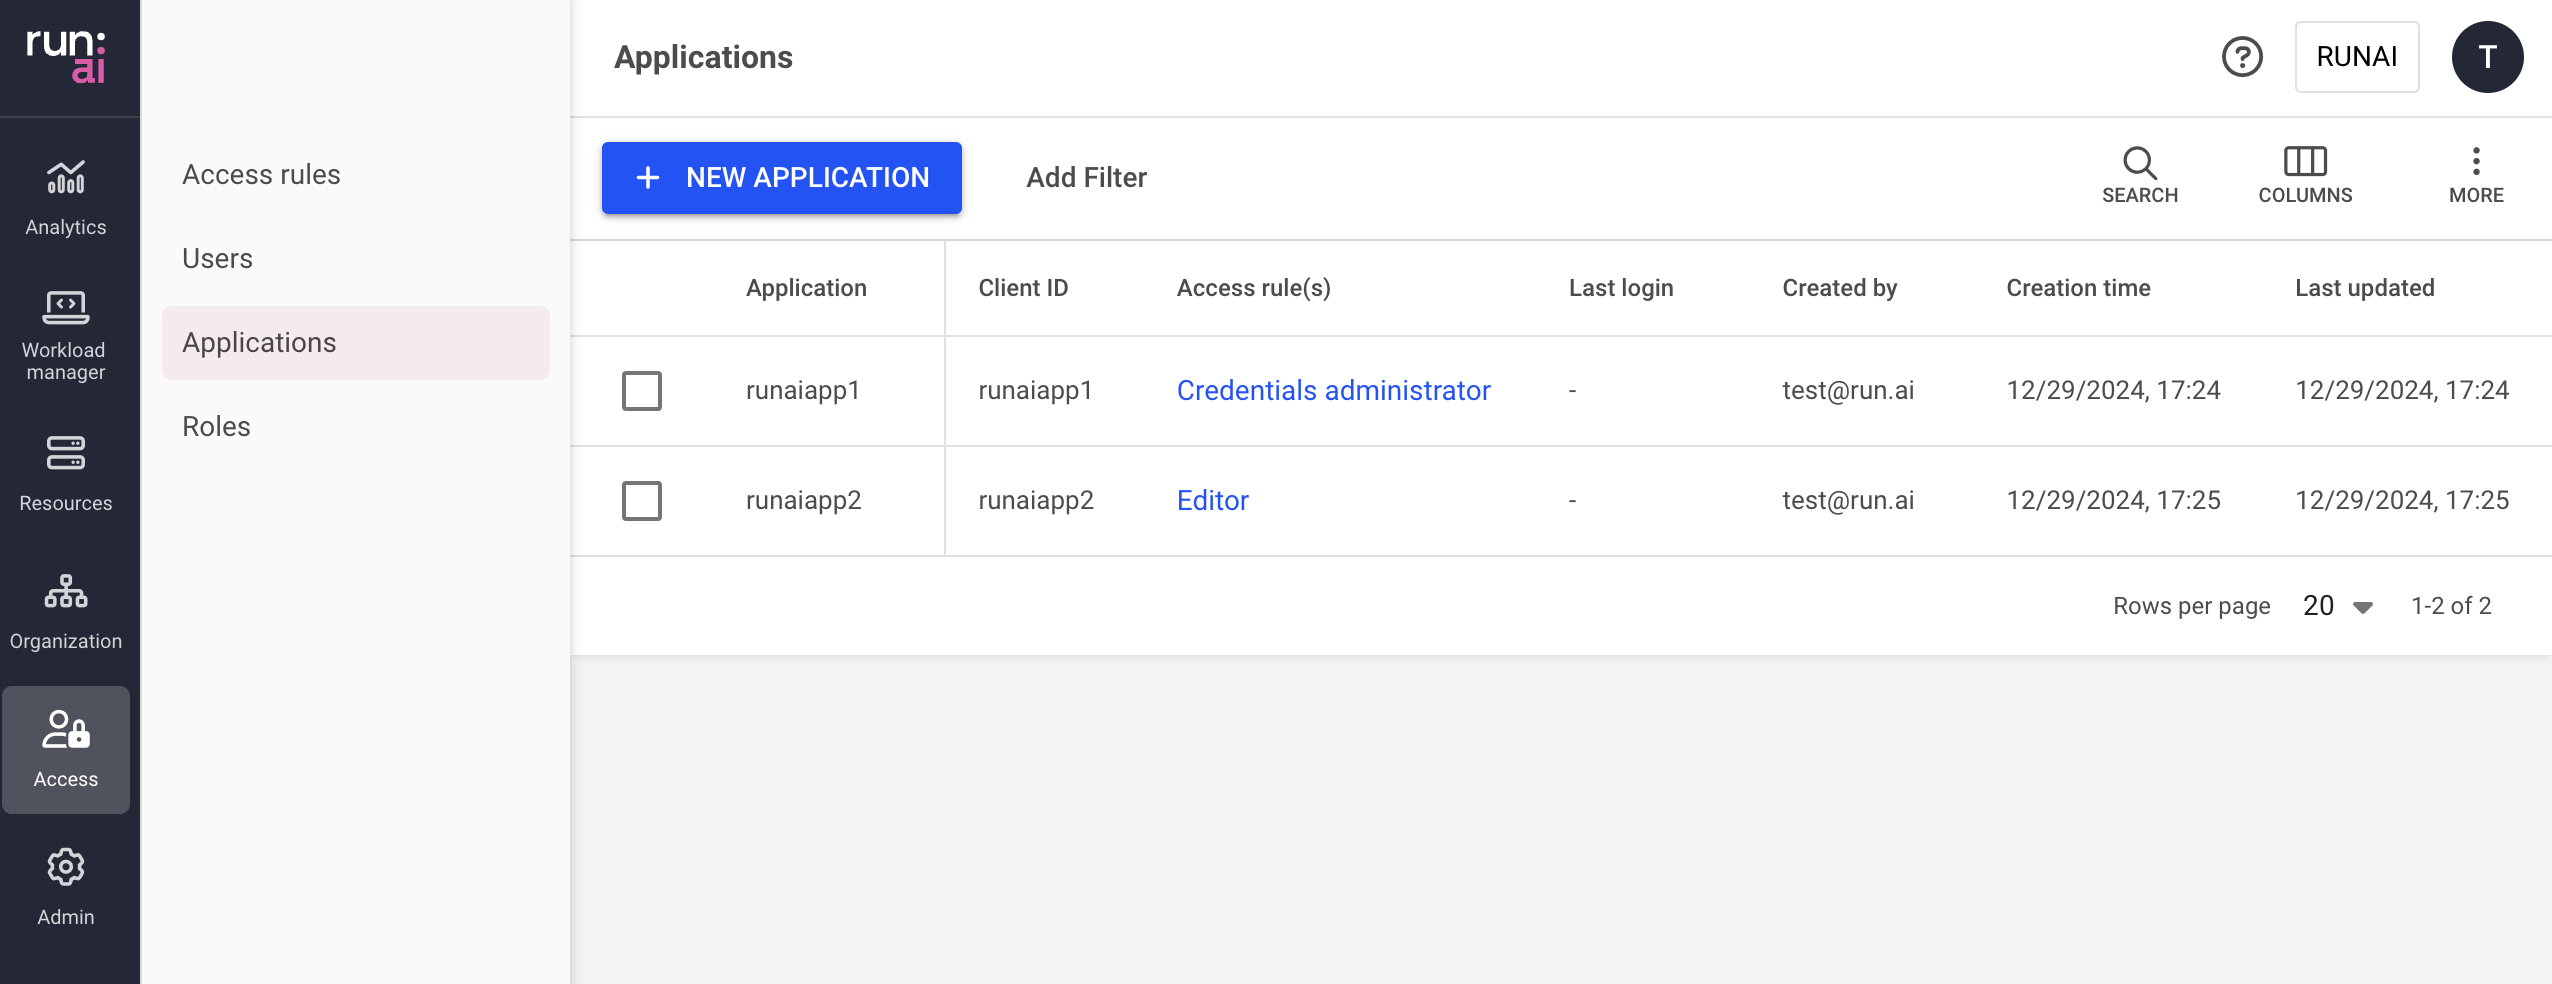 run:
ai
Analytics
Workload
manager
Resources
Organization
Access
Admin
Access rules
Users
Applications
Roles
Applications
? RUNAI T
+ NEW APPLICATION Add Filter SEARCH COLUMNS MORE
Application Client ID Access rule(s) Last login Created by Creation time Last updated
runaiapp1 runaiapp1 Credentials administrator - test@run.ai 12/29/2024, 17:24 12/29/2024, 17:24
runaiapp2 runaiapp2 Editor - test@run.ai 12/29/2024, 17:25 12/29/2024, 17:25
Rows per page 20 1-2 of 2